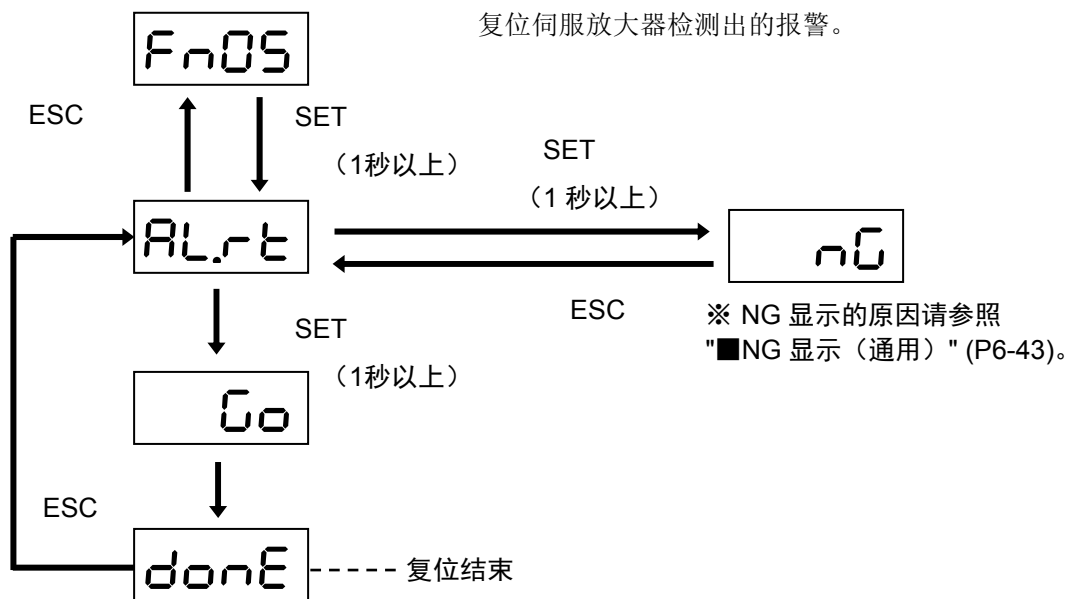 复位伺服放大器检测出的报警。
Fn05
ESC
SET
（1秒以上）
SET
（1 秒以上）
AL.rt
nG
ESC
※ NG 显示的原因请参照
"■NG 显示（通用）" (P6-43)。
SET
（1秒以上）
Go
ESC
donE
复位结束